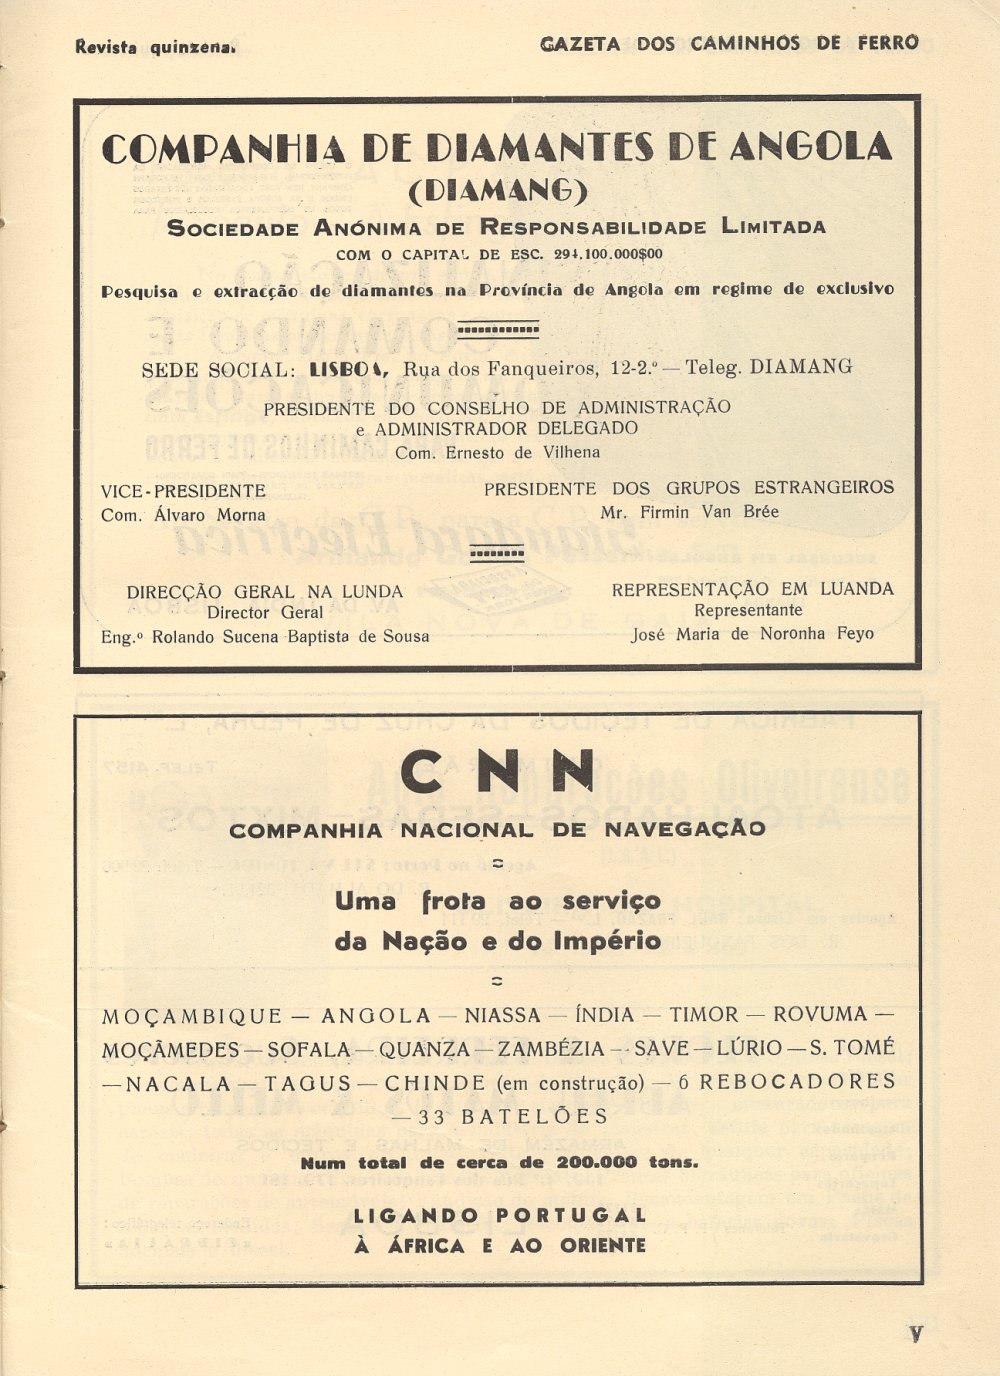 Revista quinzenal
GAZETA DOS CAMINHOS DE FERRO
COMPANHIA DE DIAMANTES DE ANGOLA
(DIAMANG)
SOCIEDADE ANÓNIMA DE RESPONSABILIDADE LIMITADA
COM O CAPITAL DE ESC. 294.100.000$00
Pesquisa e extracção de diamantes na Província de Angola em regime de exclusivo
SEDE SOCIAL: LISBOA, Rua dos Fanqueiros, 12-2.º — Teleg. DIAMANG
PRESIDENTE DO CONSELHO DE ADMINISTRAÇÃO
e ADMINISTRADOR DELEGADO
Com. Ernesto de Vilhena
VICE-PRESIDENTE
Com. Álvaro Morna
PRESIDENTE DOS GRUPOS ESTRANGEIROS
Mr. Firmin Van Brée
DIRECÇÃO GERAL NA LUNDA
Director Geral
Eng.º Rolando Sucena Baptista de Sousa
REPRESENTAÇÃO EM LUANDA
Representante
José Maria de Noronha Feyo
CNN
COMPANHIA NACIONAL DE NAVEGAÇÃO
Uma frota ao serviço
da Nação e do Império
MOÇAMBIQUE — ANGOLA — NIASSA — ÍNDIA — TIMOR — ROVUMA —
MOÇÂMEDES — SOFALA — QUANZA — ZAMBÉZIA — SAVE — LÚRIO — S. TOMÉ
— NACALA — TAGUS — CHINDE (em construção) — 6 REBOCADORES
— 33 BATELÕES
Num total de cerca de 200.000 tons.
LIGANDO PORTUGAL
À ÁFRICA E AO ORIENTE
V